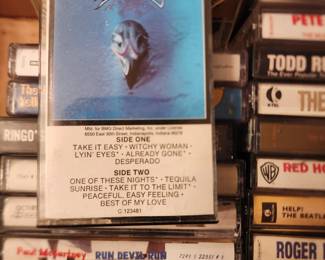 Mfd. for BMG Direct Marketing, Inc. under License
6550 East 30th Street, Indianapolis, Indiana 46219
SIDE ONE
TAKE IT EASY • WITCHY WOMAN •
LYIN' EYES • ALREADY GONE •
DESPERADO
SIDE TWO
ONE OF THESE NIGHTS • TEQUILA
SUNRISE • TAKE IT TO THE LIMIT •
PEACEFUL, EASY FEELING •
BEST OF MY LOVE
C 123481
RINGO'S
Paul McCartney
RUN DEVIL RUN
PETE
TODD RU
The Ever Popular
K
THE
RED HO
HELP!
THE BEATLE
ROGER